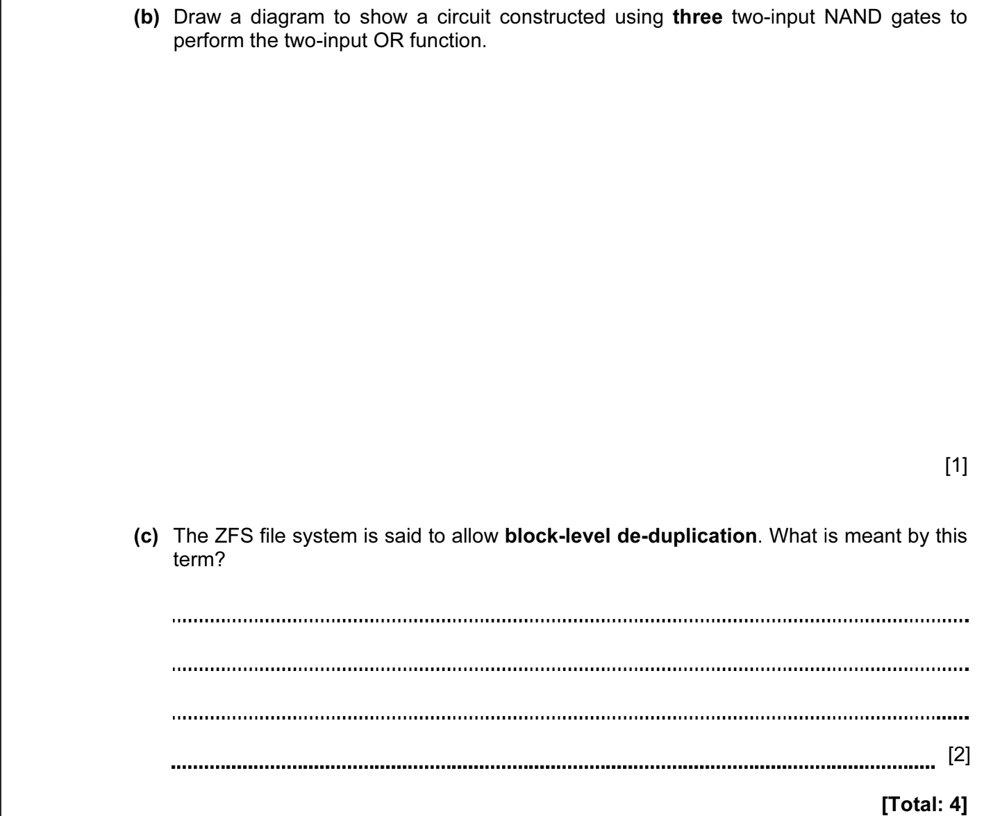 (b) Draw a diagram to show a circuit constructed using three two-input NAND gates to
perform the two-input OR function.
[1]
(c) The ZFS file system is said to allow block-level de-duplication. What is meant by this
term?
[2]
[Total: 4]